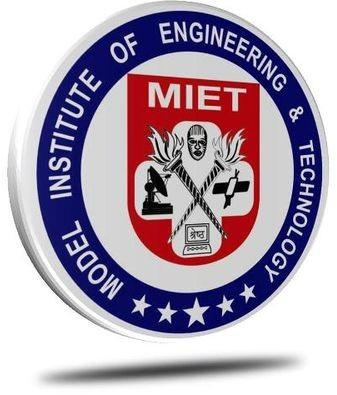 MODEL INSTITUTE OF ENGINEERING & TECHNOLOGY
MIET
श्रेष्ठ